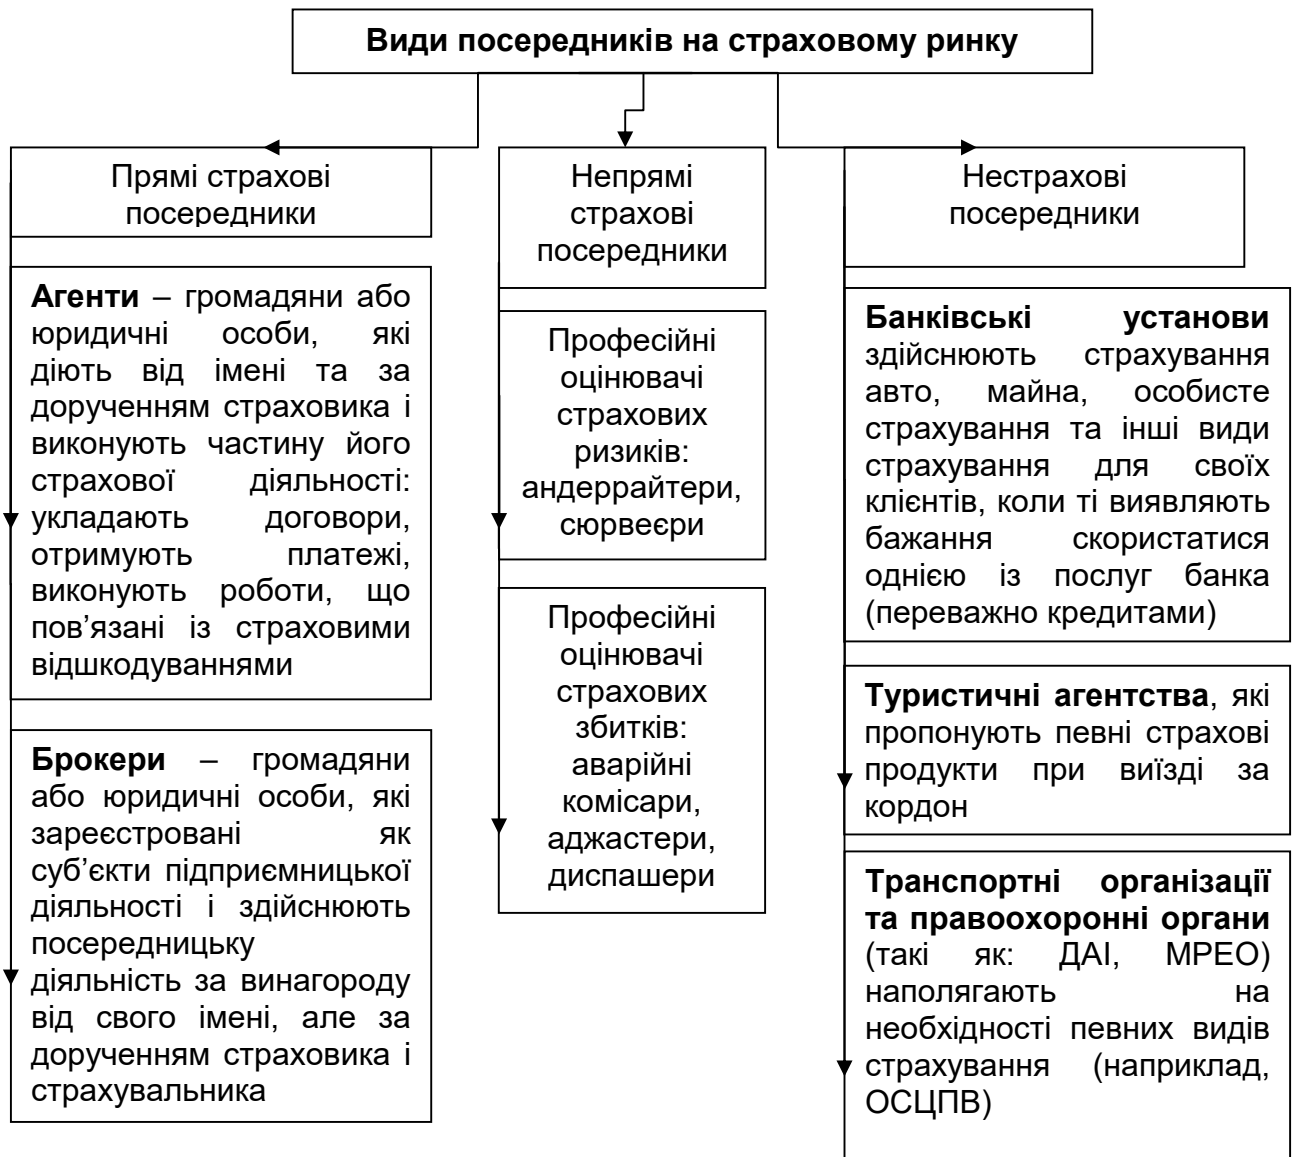 Види посередників на страховому ринку
Прямі страхові
посередники
Агенти – громадяни або
юридичні особи, які
діють від імені та за
дорученням страховика і
виконують частину його
страхової діяльності:
укладають договори,
отримують платежі,
виконують роботи, що
пов’язані із страховими
відшкодуваннями
Брокери – громадяни
або юридичні особи, які
зареєстровані як
суб’єкти підприємницької
діяльності і здійснюють
посередницьку
діяльність за винагороду
від свого імені, але за
дорученням страховика і
страхувальника
Непрямі
страхові
посередники
Професійні
оцінювачі
страхових
ризиків:
андеррайтери,
сюрвеєри
Професійні
оцінювачі
страхових
збитків:
аварійні
комісари,
аджастери,
диспашери
Нестрахові
посередники
Банківські установи
здійснюють страхування
авто, майна, особисте
страхування та інші види
страхування для своїх
клієнтів, коли ті виявляють
бажання скористатися
однією із послуг банка
(переважно кредитами)
Туристичні агентства, які
пропонують певні страхові
продукти при виїзді за
кордон
Транспортні організації
та правоохоронні органи
(такі як: ДАІ, МРЕО)
наполягають на
необхідності певних видів
страхування (наприклад,
ОСЦПВ)